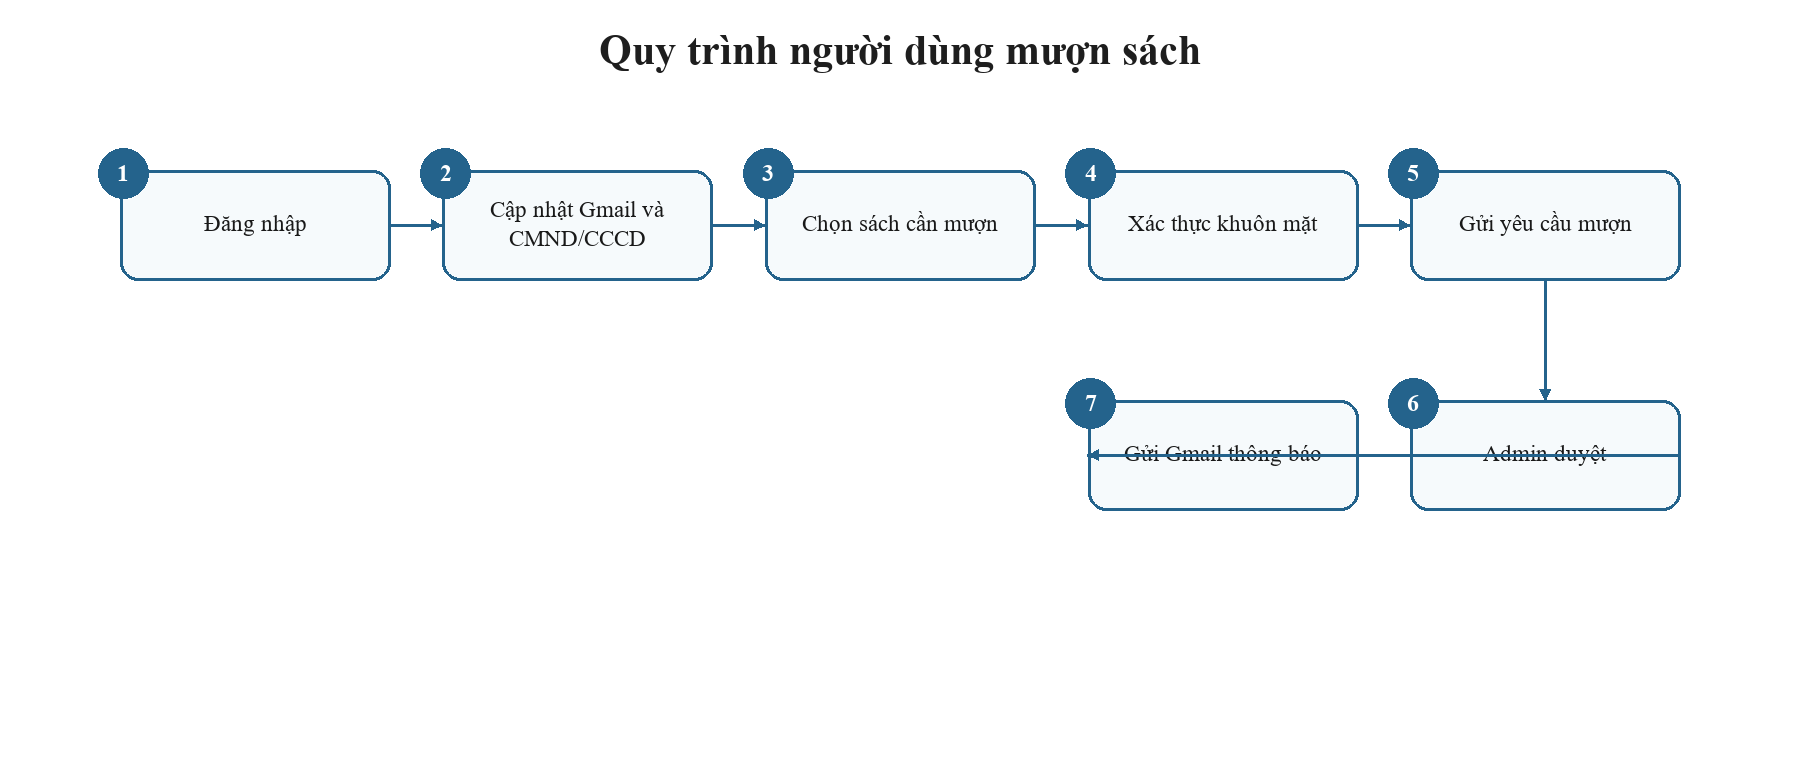 Quy trình người dùng mượn sách
1
Đăng nhập
2
Cập nhật Gmail và
CMND/CCCD
3
Chọn sách cần mượn
4
Xác thực khuôn mặt
5
Gửi yêu cầu mượn
6
Admin duyệt
7
Gửi Gmail thông báo